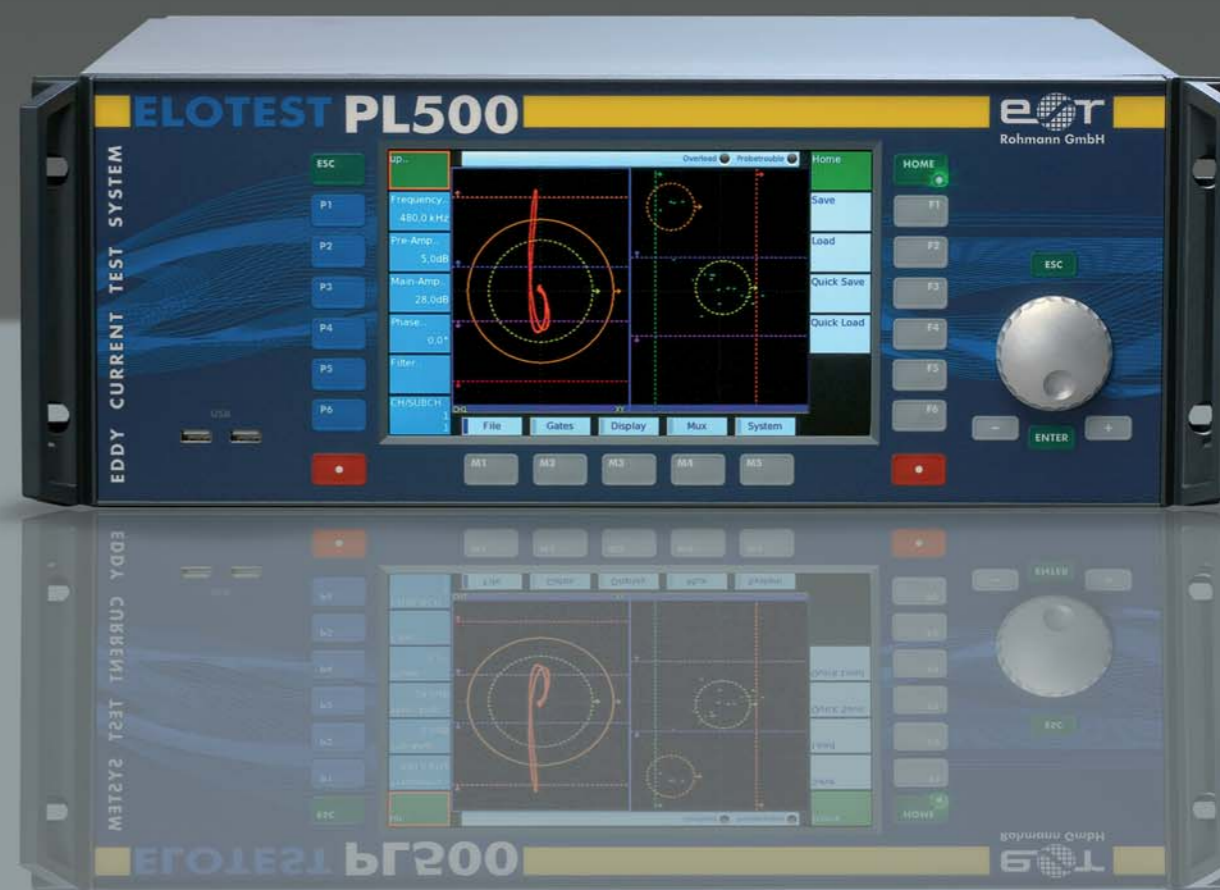 ELOTEST PL500
eer
Rohmann GmbH
EDDY CURRENT TEST SYSTEM
ESC
P1
P2
P3
P4
P5
P6
USB
up..
Frequency..
480,0 kHz
Pre-Amp..
5,0dB
Main-Amp..
28,0dB
Phase..
0,0°
Filter..
CH/SUBCH
1
1
Overload
Probetrouble
CH1
XY
File
Gates
Display
Mux
System
Home
Save
Load
Quick Save
Quick Load
HOME
F1
F2
F3
F4
F5
F6
M1
M2
M3
M4
M5
ESC
-
ENTER
+